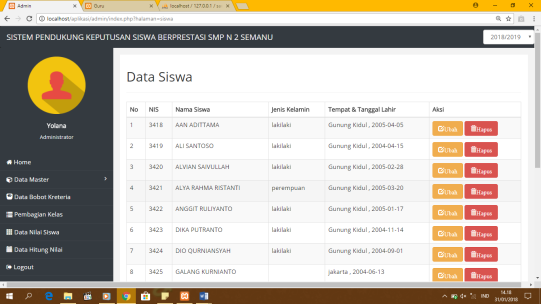 Admin
Guru
localhost / 127.0.0.1 / s
localhost/aplikasi/admin/index.php?halaman=siswa
SISTEM PENDUKUNG KEPUTUSAN SISWA BERPRESTASI SMP N 2 SEMANU
2018/2019
Yolana
Administrator
Home
Data Master
Data Bobot Kreteria
Pembagian Kelas
Data Nilai Siswa
Data Hitung Nilai
Logout
Data Siswa
No NIS Nama Siswa Jenis Kelamin Tempat & Tanggal Lahir Aksi
1 3418 AAN ADITTAMA lakilaki Gunung Kidul , 2005-04-05 Ubah Hapus
2 3419 ALI SANTOSO lakilaki Gunung Kidul , 2004-04-15 Ubah Hapus
3 3420 ALVIAN SAIVULLAH lakilaki Gunung Kidul , 2005-02-28 Ubah Hapus
4 3421 ALYA RAHMA RISTANTI perempuan Gunung Kidul , 2005-03-20 Ubah Hapus
5 3422 ANGGIT RULIYANTO lakilaki Gunung Kidul , 2005-01-17 Ubah Hapus
6 3423 DIKA PUTRANTO lakilaki Gunung Kidul , 2004-11-14 Ubah Hapus
7 3424 DIO QURNIANSYAH lakilaki Gunung Kidul , 2004-09-01 Ubah Hapus
8 3425 GALANG KURNIANTO lakilaki jakarta , 2004-06-13 Ubah Hapus
IND
14.18
31/01/2018